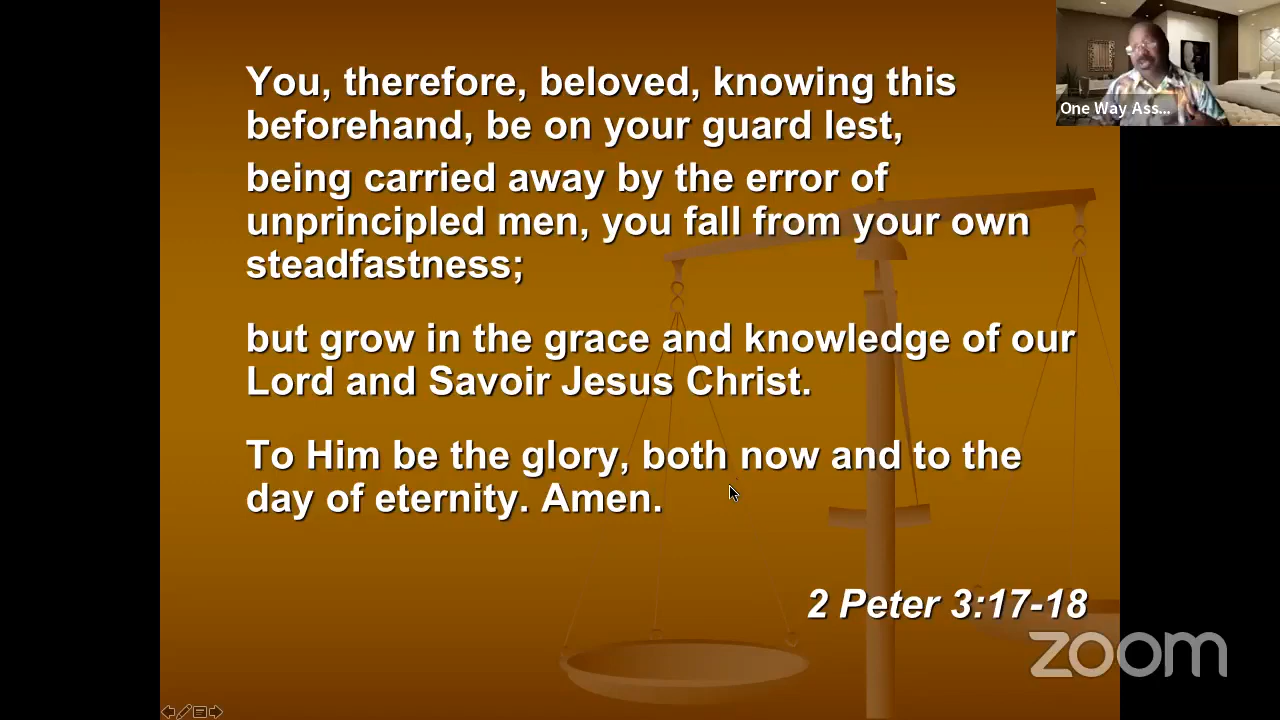 You, therefore, beloved, knowing this
beforehand, be on your guard lest,
being carried away by the error of
unprincipled men, you fall from your own
steadfastness;
but grow in the grace and knowledge of our
Lord and Savoir Jesus Christ.
To Him be the glory, both now and to the
day of eternity. Amen.
2 Peter 3:17-18
One Way Ass...
zoom